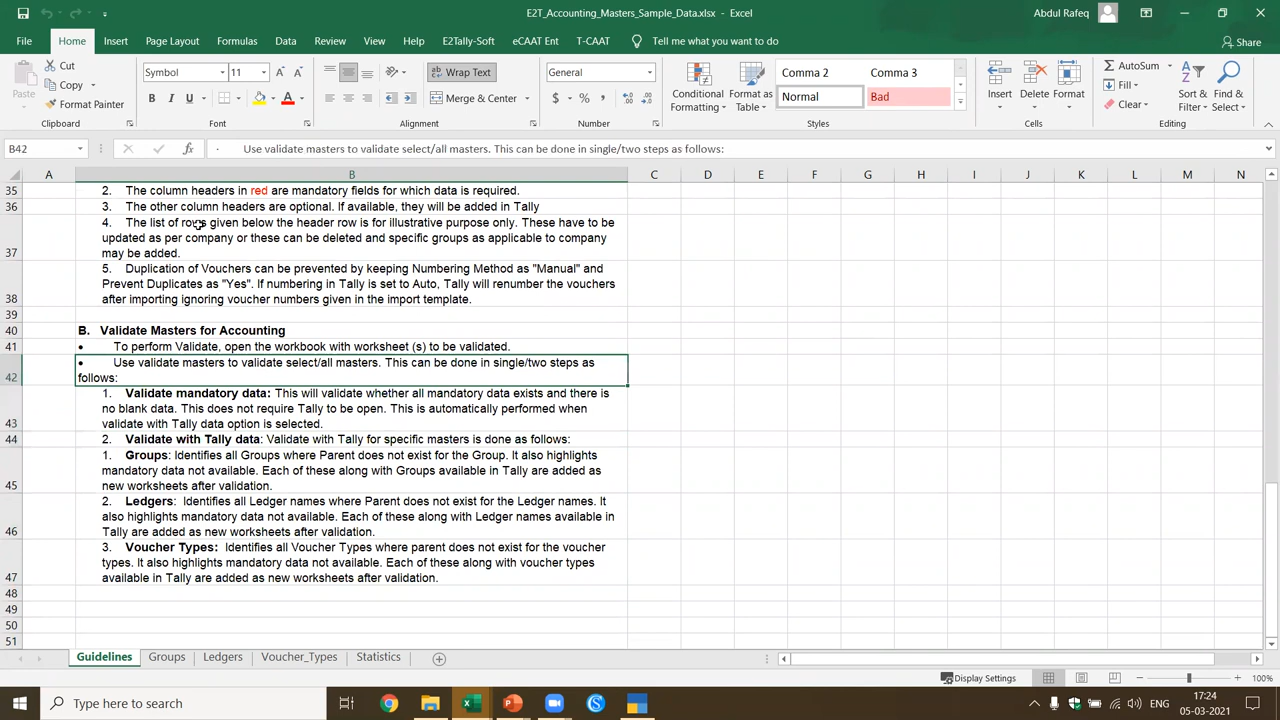 E2T_Accounting_Masters_Sample_Data.xlsx - Excel
Abdul Rafeq
File Home Insert Page Layout Formulas Data Review View Help E2Tally-Soft eCAAT Ent T-CAAT Tell me what you want to do Share
Paste
Cut
Copy
Format Painter
Clipboard
Symbol 11
B I U
Font
Wrap Text
Merge & Center
Alignment
General
$ % ,
Number
Conditional Formatting
Format as Table
Comma 2 Comma 3
Normal Bad
Styles
Insert Delete Format
Cells
AutoSum
Fill
Clear
Sort & Filter
Find & Select
Editing
B42
fx
· Use validate masters to validate select/all masters. This can be done in single/two steps as follows:
A B C D E F G H I J K L M N
35 2. The column headers in red are mandatory fields for which data is required.
36 3. The other column headers are optional. If available, they will be added in Tally
4. The list of rows given below the header row is for illustrative purpose only. These have to be
updated as per company or these can be deleted and specific groups as applicable to company
37 may be added.
5. Duplication of Vouchers can be prevented by keeping Numbering Method as "Manual" and
Prevent Duplicates as "Yes". If numbering in Tally is set to Auto, Tally will renumber the vouchers
38 after importing ignoring voucher numbers given in the import template.
39
40 B. Validate Masters for Accounting
41 • To perform Validate, open the workbook with worksheet (s) to be validated.
• Use validate masters to validate select/all masters. This can be done in single/two steps as
42 follows:
1. Validate mandatory data: This will validate whether all mandatory data exists and there is
no blank data. This does not require Tally to be open. This is automatically performed when
43 validate with Tally data option is selected.
44 2. Validate with Tally data: Validate with Tally for specific masters is done as follows:
1. Groups: Identifies all Groups where Parent does not exist for the Group. It also highlights
mandatory data not available. Each of these along with Groups available in Tally are added as
45 new worksheets after validation.
2. Ledgers: Identifies all Ledger names where Parent does not exist for the Ledger names. It
also highlights mandatory data not available. Each of these along with Ledger names available in
46 Tally are added as new worksheets after validation.
3. Voucher Types: Identifies all Voucher Types where parent does not exist for the voucher
types. It also highlights mandatory data not available. Each of these along with voucher types
47 available in Tally are added as new worksheets after validation.
48
49
50
51
Guidelines Groups Ledgers Voucher_Types Statistics
Display Settings 100%
Type here to search
17:24
05-03-2021